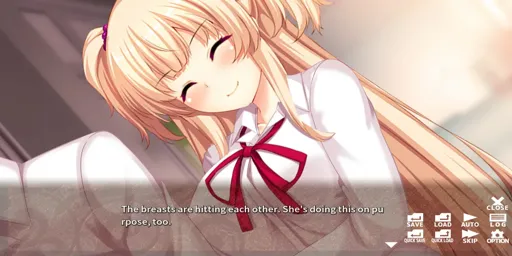 The breasts are hitting each other. She's doing this on pu
rpose, too.
CLOSE
SAVE LOAD AUTO LOG
QUICK SAVE QUICK LOAD SKIP OPTION